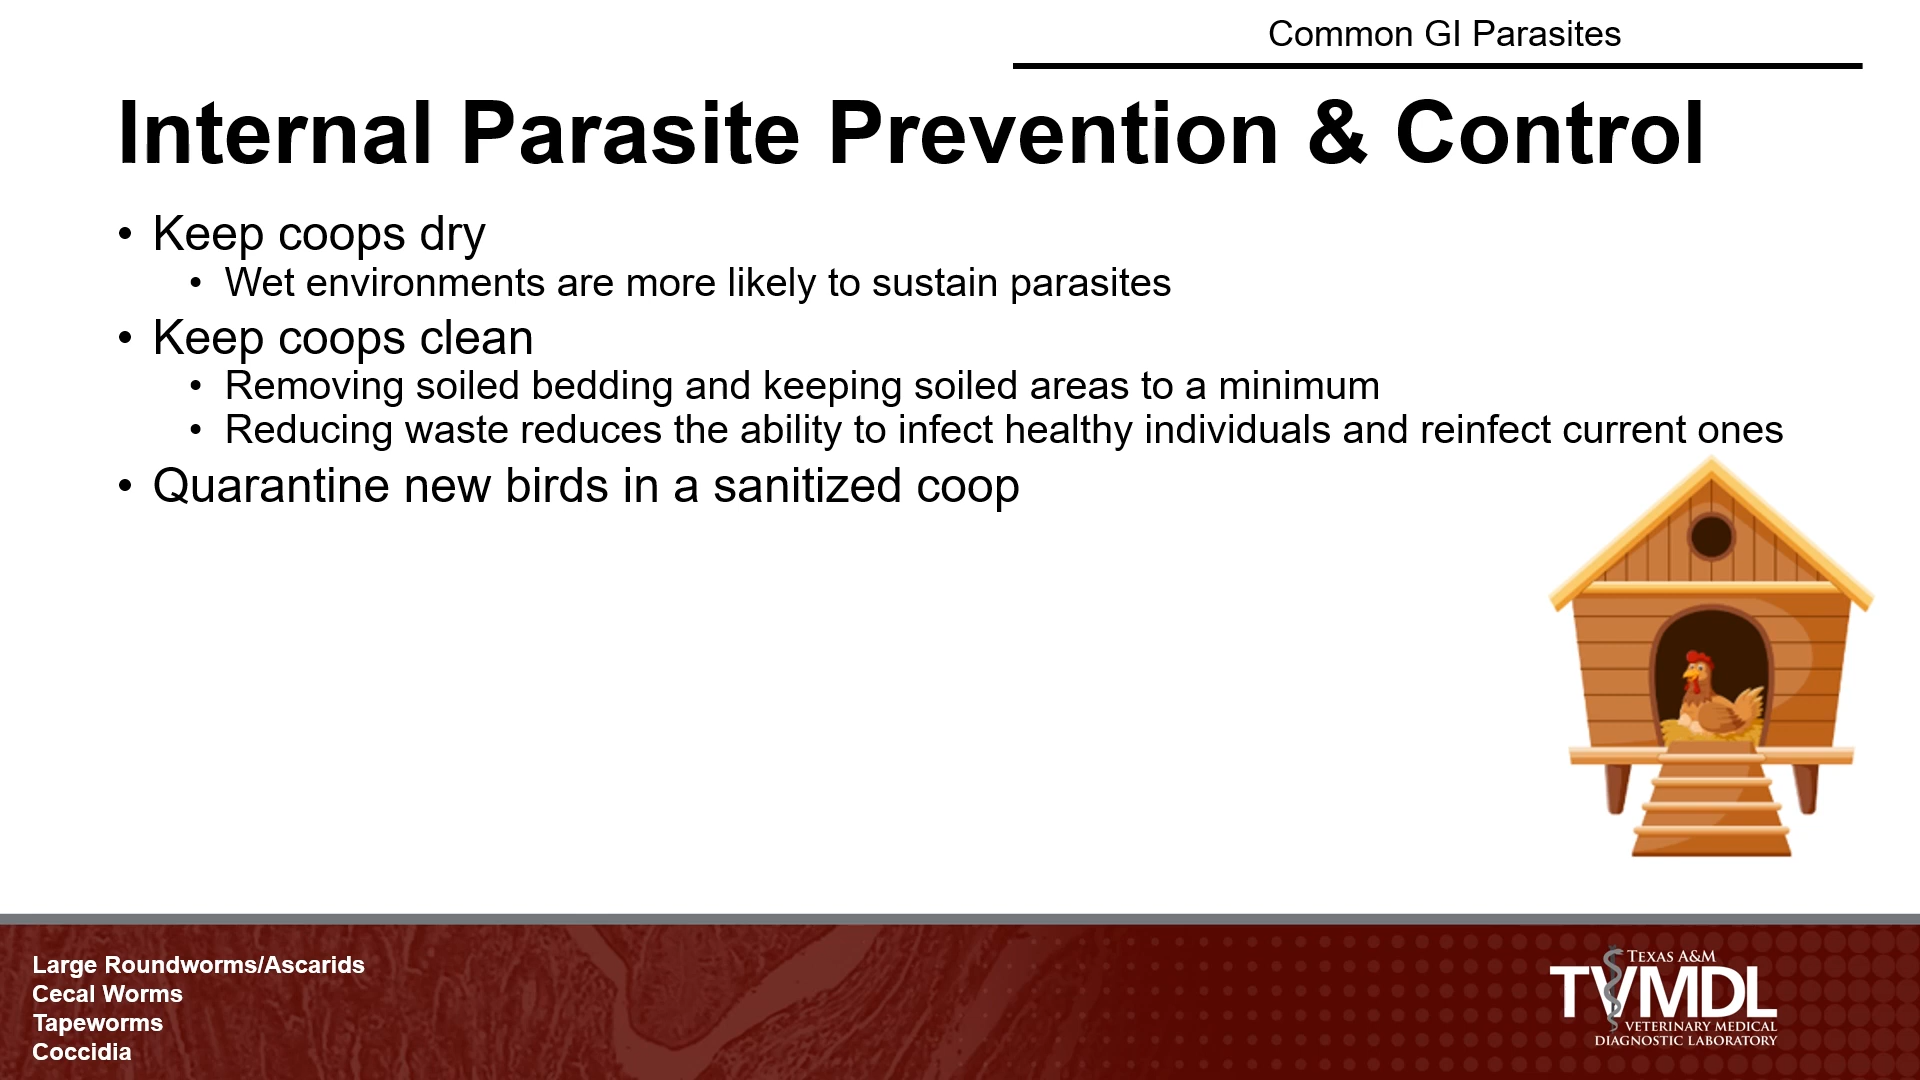 Common GI Parasites
Internal Parasite Prevention & Control
• Keep coops dry
• Wet environments are more likely to sustain parasites
• Keep coops clean
• Removing soiled bedding and keeping soiled areas to a minimum
• Reducing waste reduces the ability to infect healthy individuals and reinfect current ones
• Quarantine new birds in a sanitized coop
Large Roundworms/Ascarids
Cecal Worms
Tapeworms
Coccidia
TEXAS A&M
TVMDL
VETERINARY MEDICAL
DIAGNOSTIC LABORATORY